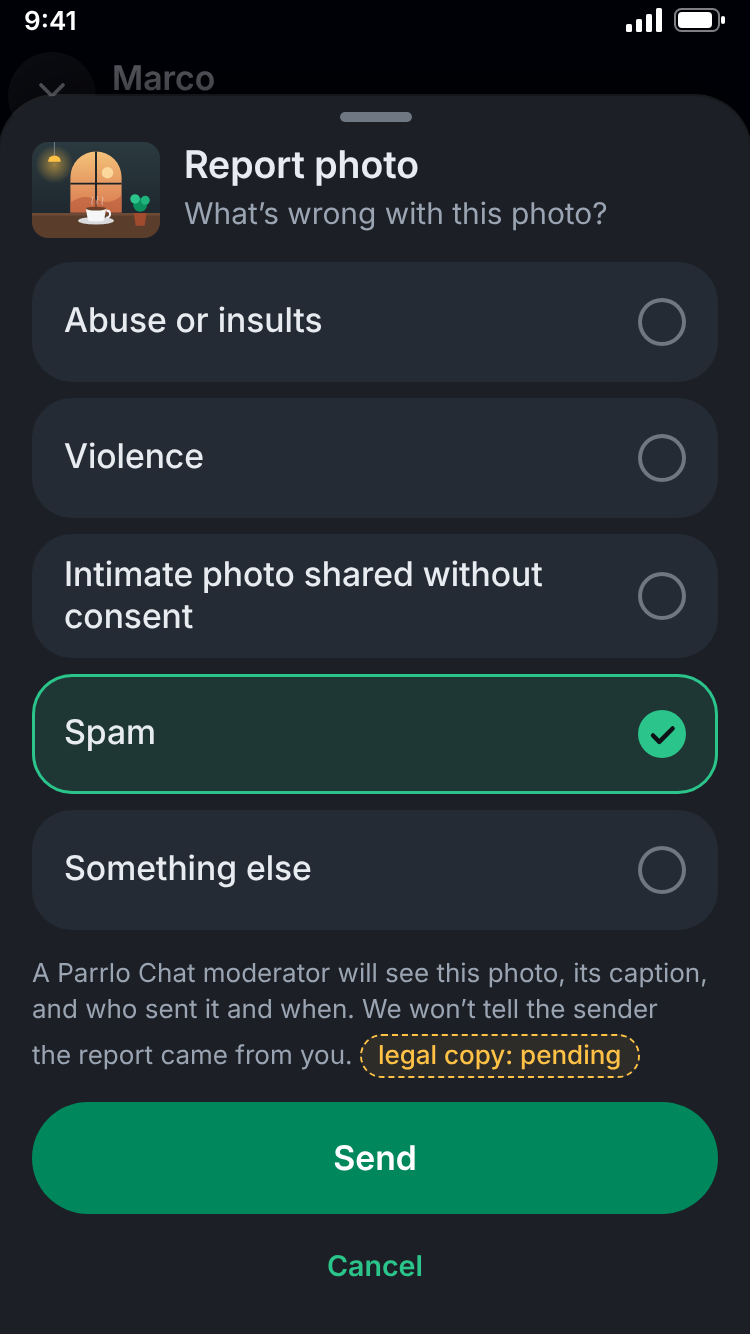 9:41
Marco
Report photo
What’s wrong with this photo?
Abuse or insults
Violence
Intimate photo shared without
consent
Spam
Something else
A Parrlo Chat moderator will see this photo, its caption,
and who sent it and when. We won’t tell the sender
the report came from you. legal copy: pending
Send
Cancel